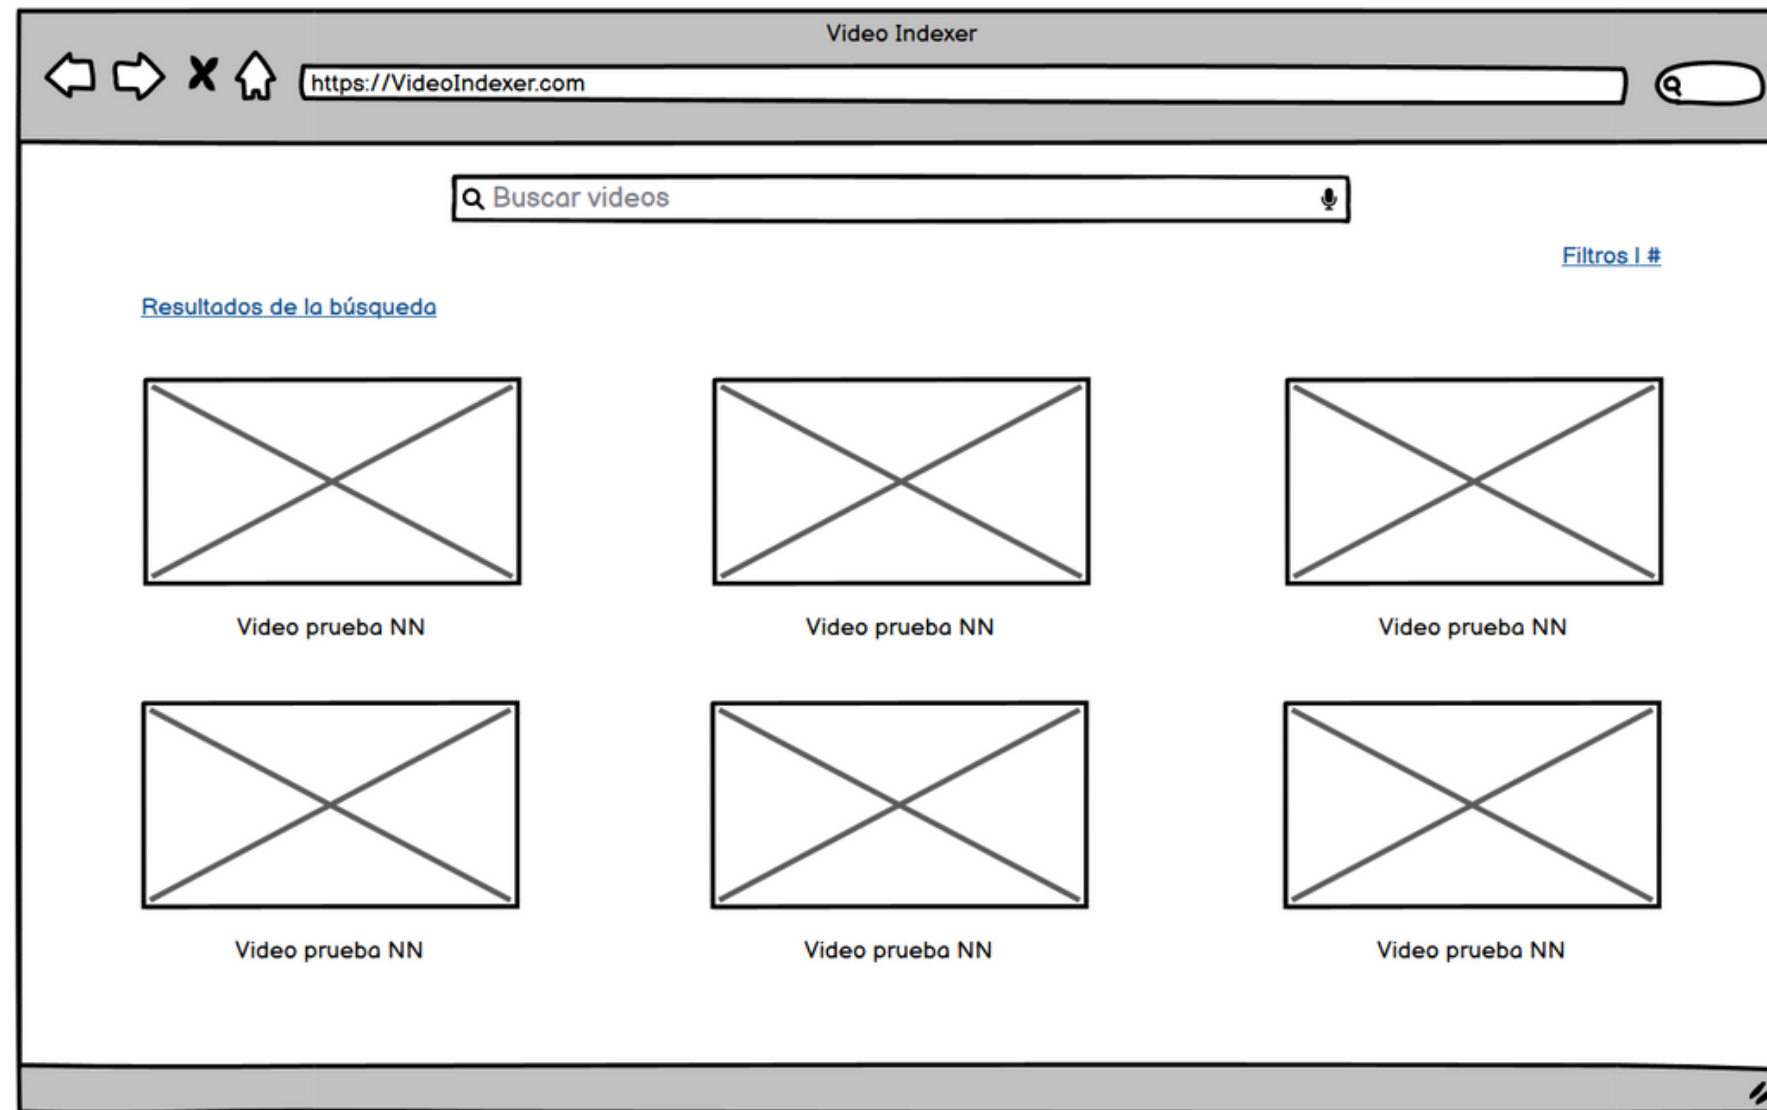 Video Indexer
https://VideoIndexer.com
Buscar videos
Filtros | #
Resultados de la búsqueda
Video prueba NN
Video prueba NN
Video prueba NN
Video prueba NN
Video prueba NN
Video prueba NN